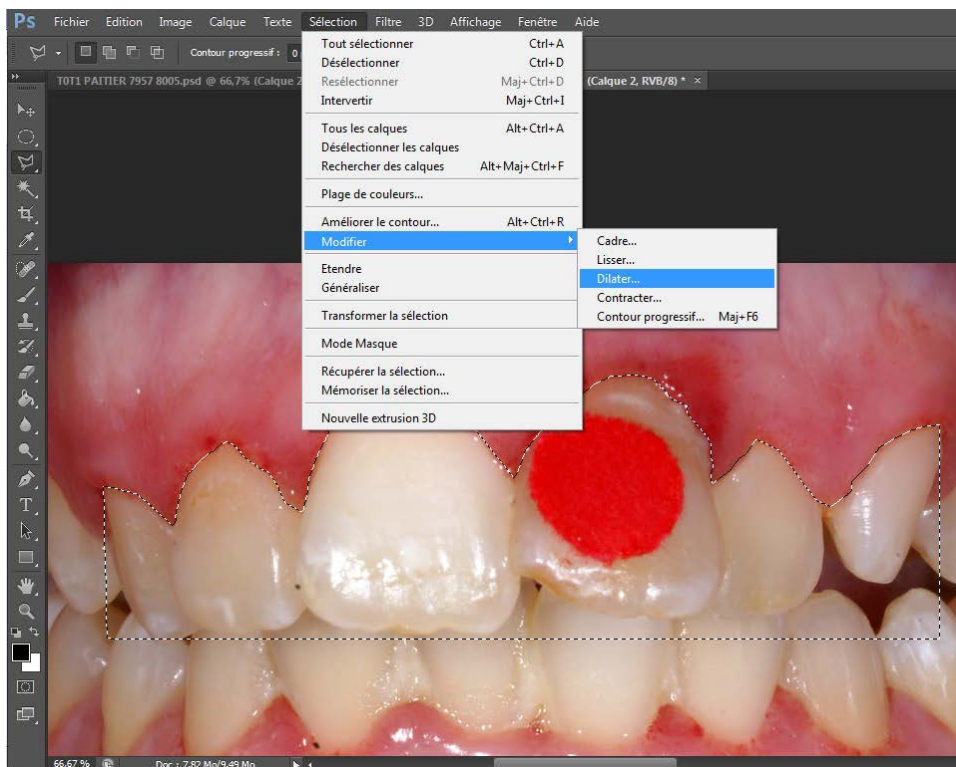 Ps Fichier Edition Image Calque Texte Sélection Filtre 3D Affichage Fenêtre Aide
Contour progressif : 0
T0T1 PAITIER 7957 8005.psd @ 66,7% (Calque 2
(Calque 2, RVB/8) * ×
Tout sélectionner Ctrl+A
Désélectionner Ctrl+D
Resélectionner Maj+Ctrl+D
Intervertir Maj+Ctrl+I
Tous les calques Alt+Ctrl+A
Désélectionner les calques
Rechercher des calques Alt+Maj+Ctrl+F
Plage de couleurs...
Améliorer le contour... Alt+Ctrl+R
Modifier
Cadre...
Lisser...
Dilater...
Contracter...
Contour progressif... Maj+F6
Etendre
Généraliser
Transformer la sélection
Mode Masque
Récupérer la sélection...
Mémoriser la sélection...
Nouvelle extrusion 3D
66,67 % Doc : 7,82 Mo/9,49 Mo